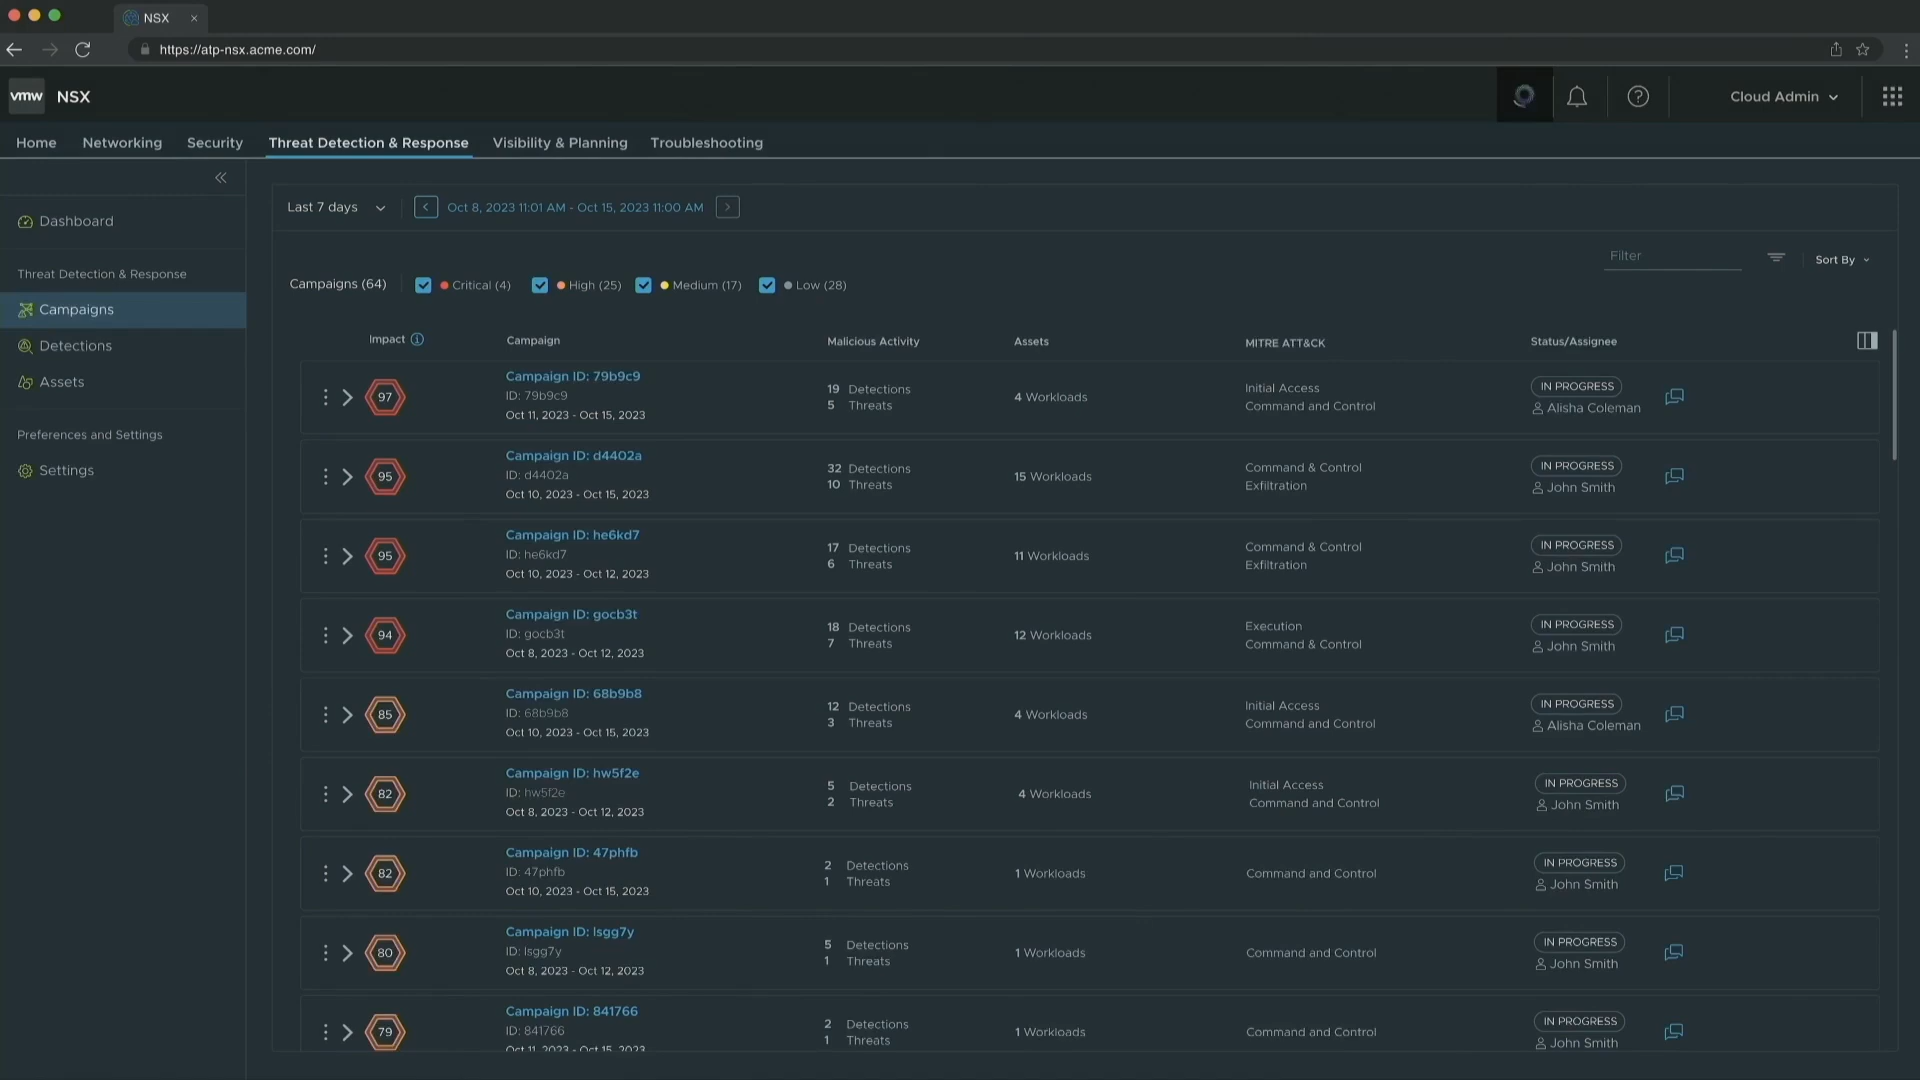 NSX
https://atp-nsx.acme.com/
vmw NSX
Cloud Admin
Home Networking Security Threat Detection & Response Visibility & Planning Troubleshooting
Last 7 days Oct 8, 2023 11:01 AM - Oct 15, 2023 11:00 AM
Dashboard
Threat Detection & Response
Campaigns
Detections
Assets
Preferences and Settings
Settings
Filter Sort By
Campaigns (64) Critical (4) High (25) Medium (17) Low (28)
Impact Campaign Malicious Activity Assets MITRE ATT&CK Status/Assignee
97
Campaign ID: 79b9c9
ID: 79b9c9
Oct 11, 2023 - Oct 15, 2023
19 Detections
5 Threats
4 Workloads
Initial Access
Command and Control
IN PROGRESS
Alisha Coleman
95
Campaign ID: d4402a
ID: d4402a
Oct 10, 2023 - Oct 15, 2023
32 Detections
10 Threats
15 Workloads
Command & Control
Exfiltration
IN PROGRESS
John Smith
95
Campaign ID: he6kd7
ID: he6kd7
Oct 10, 2023 - Oct 12, 2023
17 Detections
6 Threats
11 Workloads
Command & Control
Exfiltration
IN PROGRESS
John Smith
94
Campaign ID: gocb3t
ID: gocb3t
Oct 8, 2023 - Oct 12, 2023
18 Detections
7 Threats
12 Workloads
Execution
Command & Control
IN PROGRESS
John Smith
85
Campaign ID: 68b9b8
ID: 68b9b8
Oct 10, 2023 - Oct 15, 2023
12 Detections
3 Threats
4 Workloads
Initial Access
Command and Control
IN PROGRESS
Alisha Coleman
82
Campaign ID: hw5f2e
ID: hw5f2e
Oct 8, 2023 - Oct 12, 2023
5 Detections
2 Threats
4 Workloads
Initial Access
Command and Control
IN PROGRESS
John Smith
82
Campaign ID: 47phfb
ID: 47phfb
Oct 10, 2023 - Oct 15, 2023
2 Detections
1 Threats
1 Workloads
Command and Control
IN PROGRESS
John Smith
80
Campaign ID: lsgg7y
ID: lsgg7y
Oct 8, 2023 - Oct 12, 2023
5 Detections
1 Threats
1 Workloads
Command and Control
IN PROGRESS
John Smith
79
Campaign ID: 841766
ID: 841766
Oct 11, 2023 - Oct 15, 2023
2 Detections
1 Threats
1 Workloads
Command and Control
IN PROGRESS
John Smith